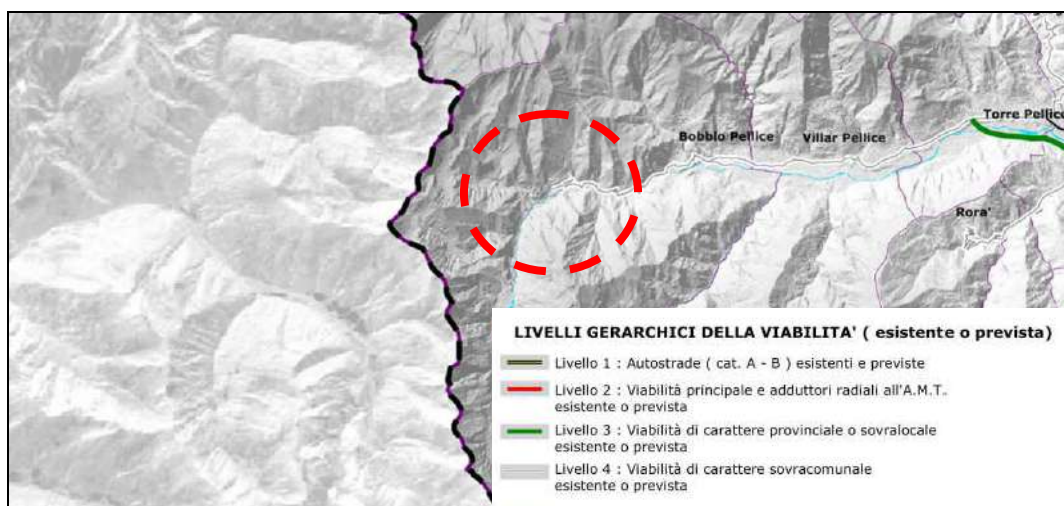 Torre Pellice
Bobbio Pellice
Villar Pellice
Rora'
LIVELLI GERARCHICI DELLA VIABILITA' ( esistente o prevista)
Livello 1 : Autostrade ( cat. A - B ) esistenti e previste
Livello 2 : Viabilità principale e adduttori radiali all'A.M.T.
esistente o prevista
Livello 3 : Viabilità di carattere provinciale o sovralocale
esistente o prevista
Livello 4 : Viabilità di carattere sovracomunale
esistente o prevista